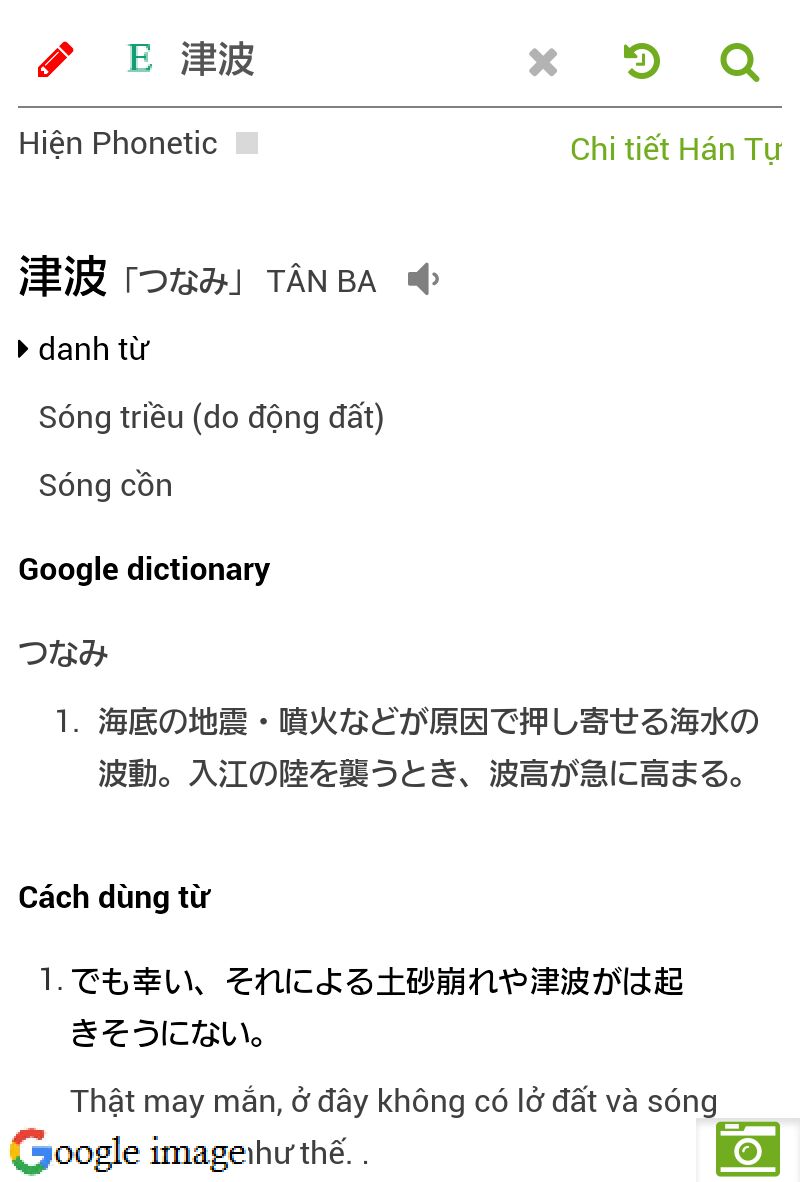 E 津波
Hiện Phonetic
Chi tiết Hán Tự
津波「つなみ」 TÂN BA
danh từ
Sóng triều (do động đất)
Sóng cồn
Google dictionary
つなみ
1. 海底の地震・噴火などが原因で押し寄せる海水の
波動。入江の陸を襲うとき、波高が急に高まる。
Cách dùng từ
1. でも幸い、それによる土砂崩れや津波がは起
きそうにない。
Thật may mắn, ở đây không có lở đất và sóng
Google image như thế. .